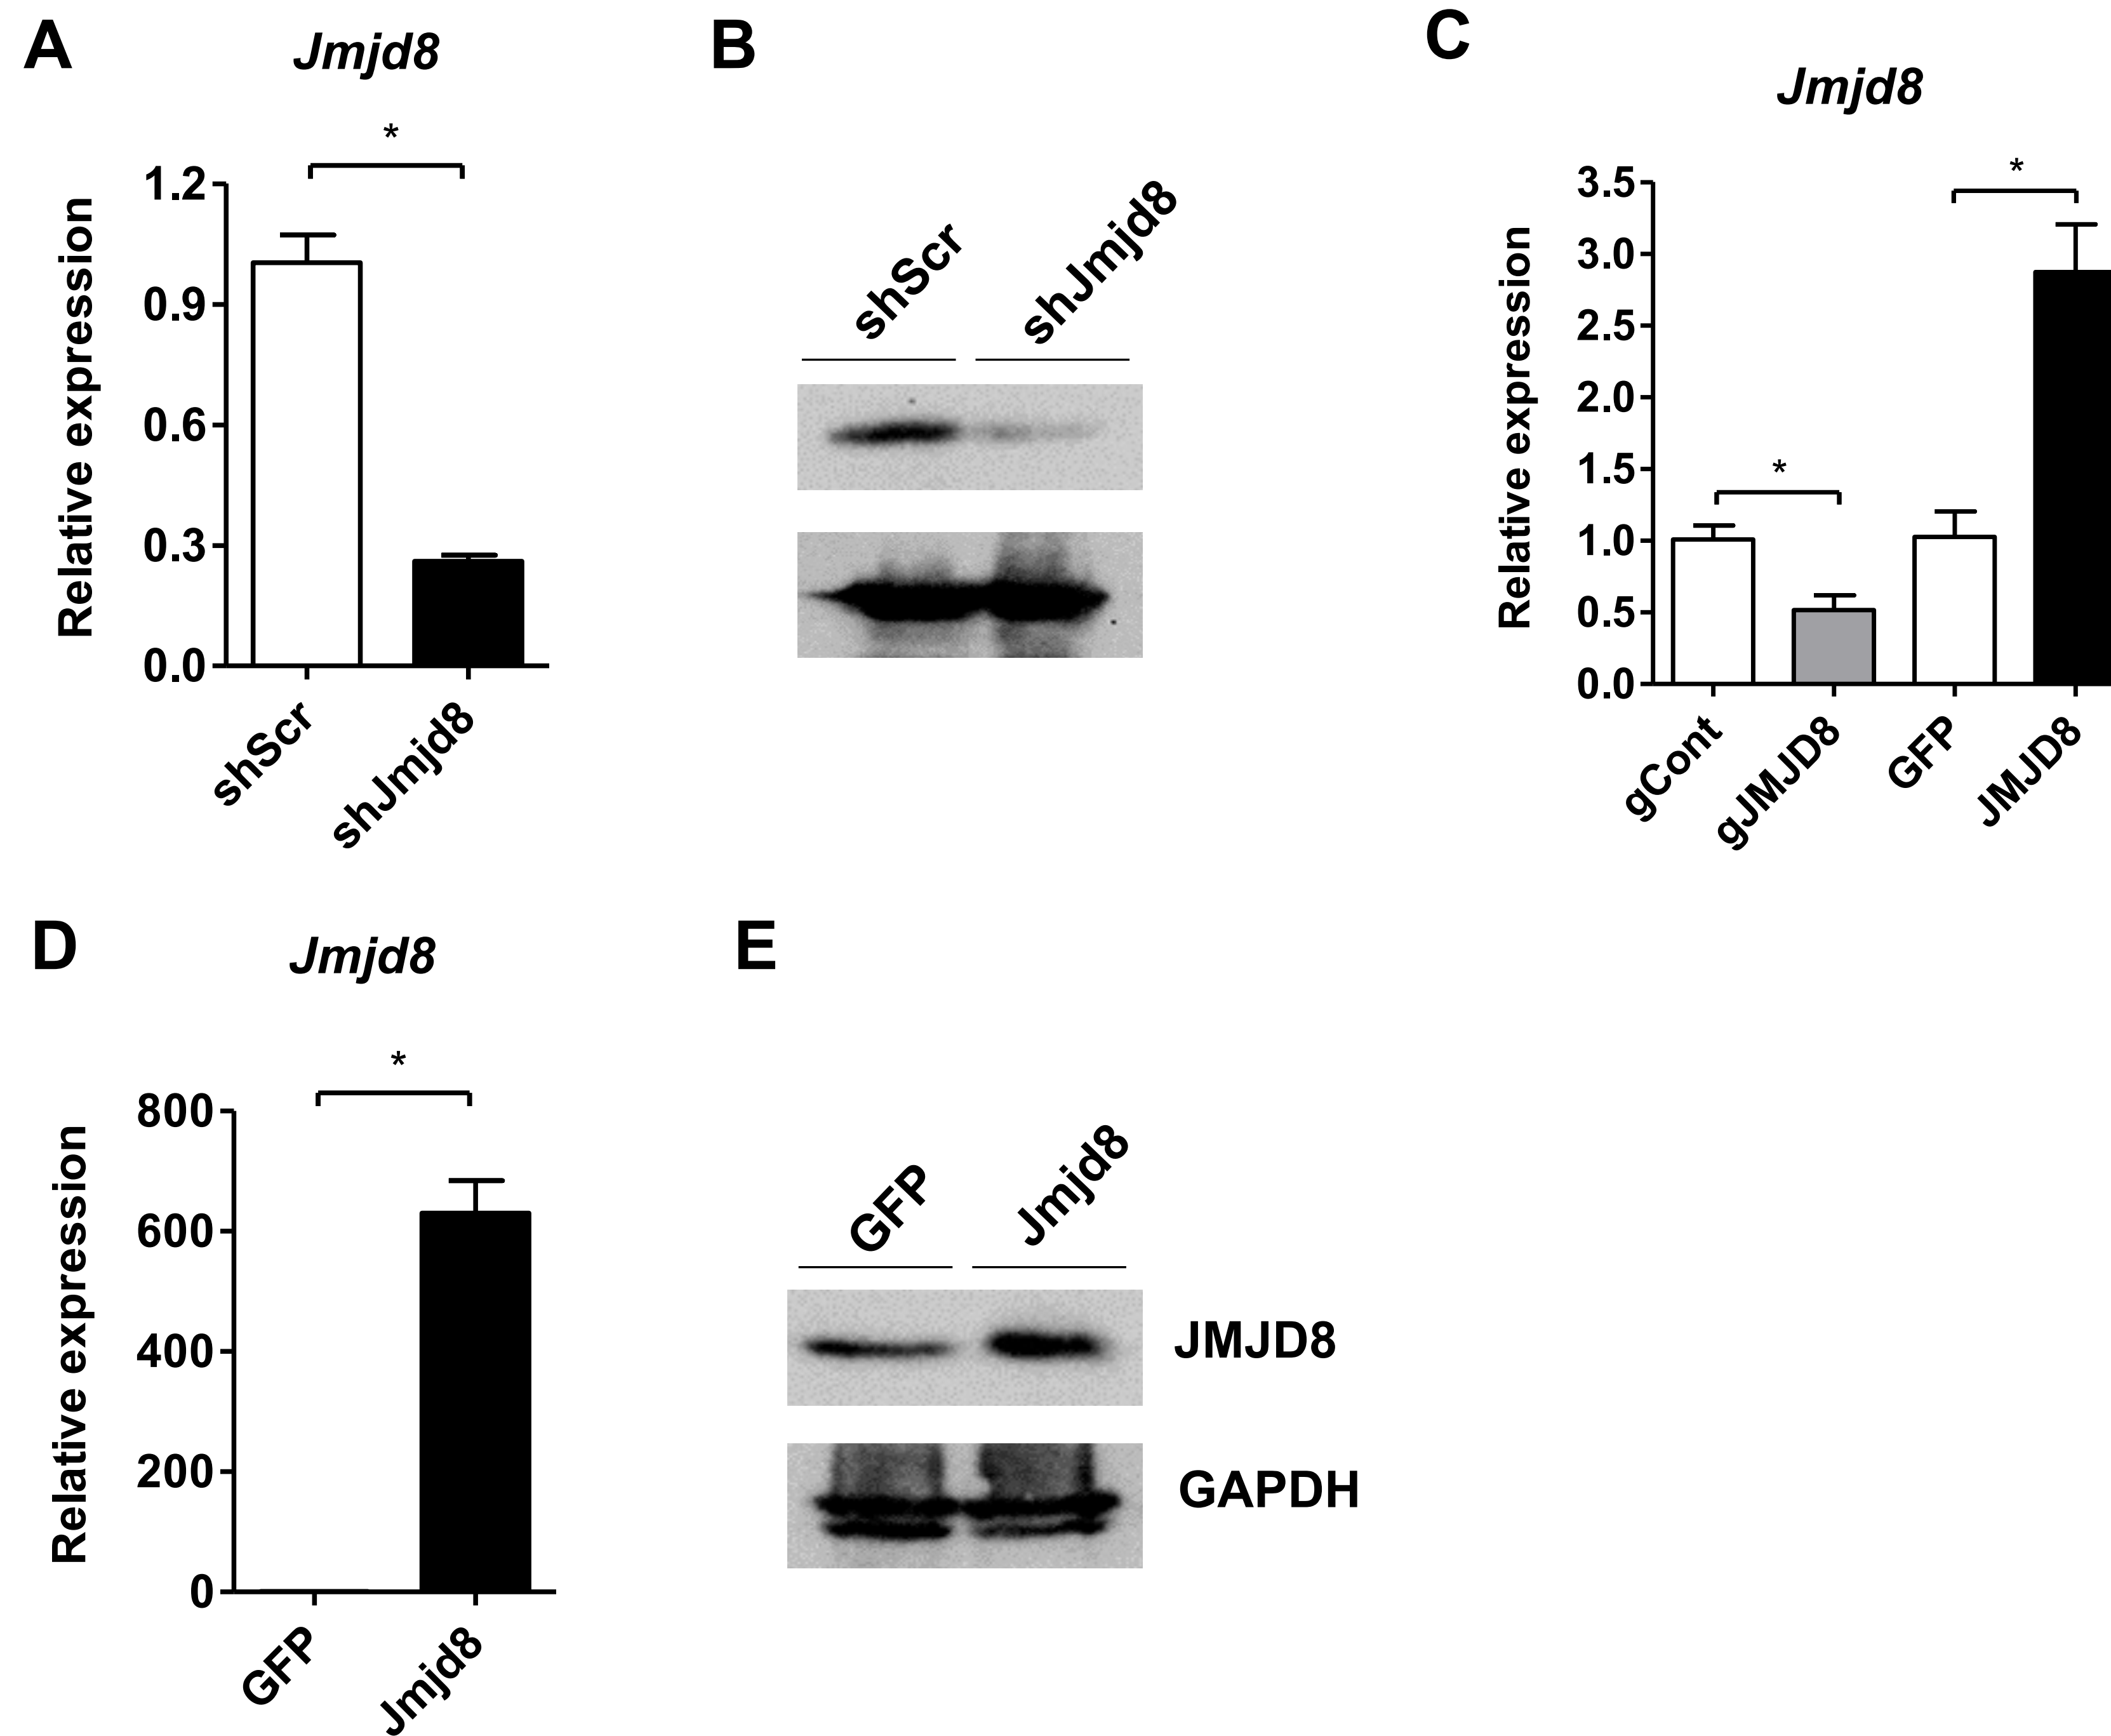 A
Jmjd8
*
Relative expression
1.2
0.9
0.6
0.3
0.0
shScr
shJmjd8
B
shScr
shJmjd8
C
Jmjd8
*
*
Relative expression
3.5
3.0
2.5
2.0
1.5
1.0
0.5
0.0
gCont
gJMJD8
GFP
JMJD8
D
Jmjd8
*
Relative expression
800
600
400
200
0
GFP
Jmjd8
E
GFP
Jmjd8
JMJD8
GAPDH